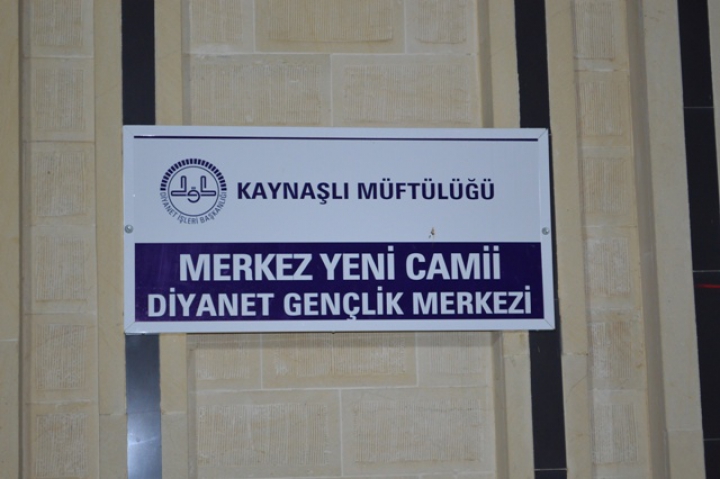 KAYNAŞLI MÜFTÜLÜĞÜ
DİYANET İŞLERİ BAŞKANLIĞI
MERKEZ YENİ CAMİİ
DİYANET GENÇLİK MERKEZİ